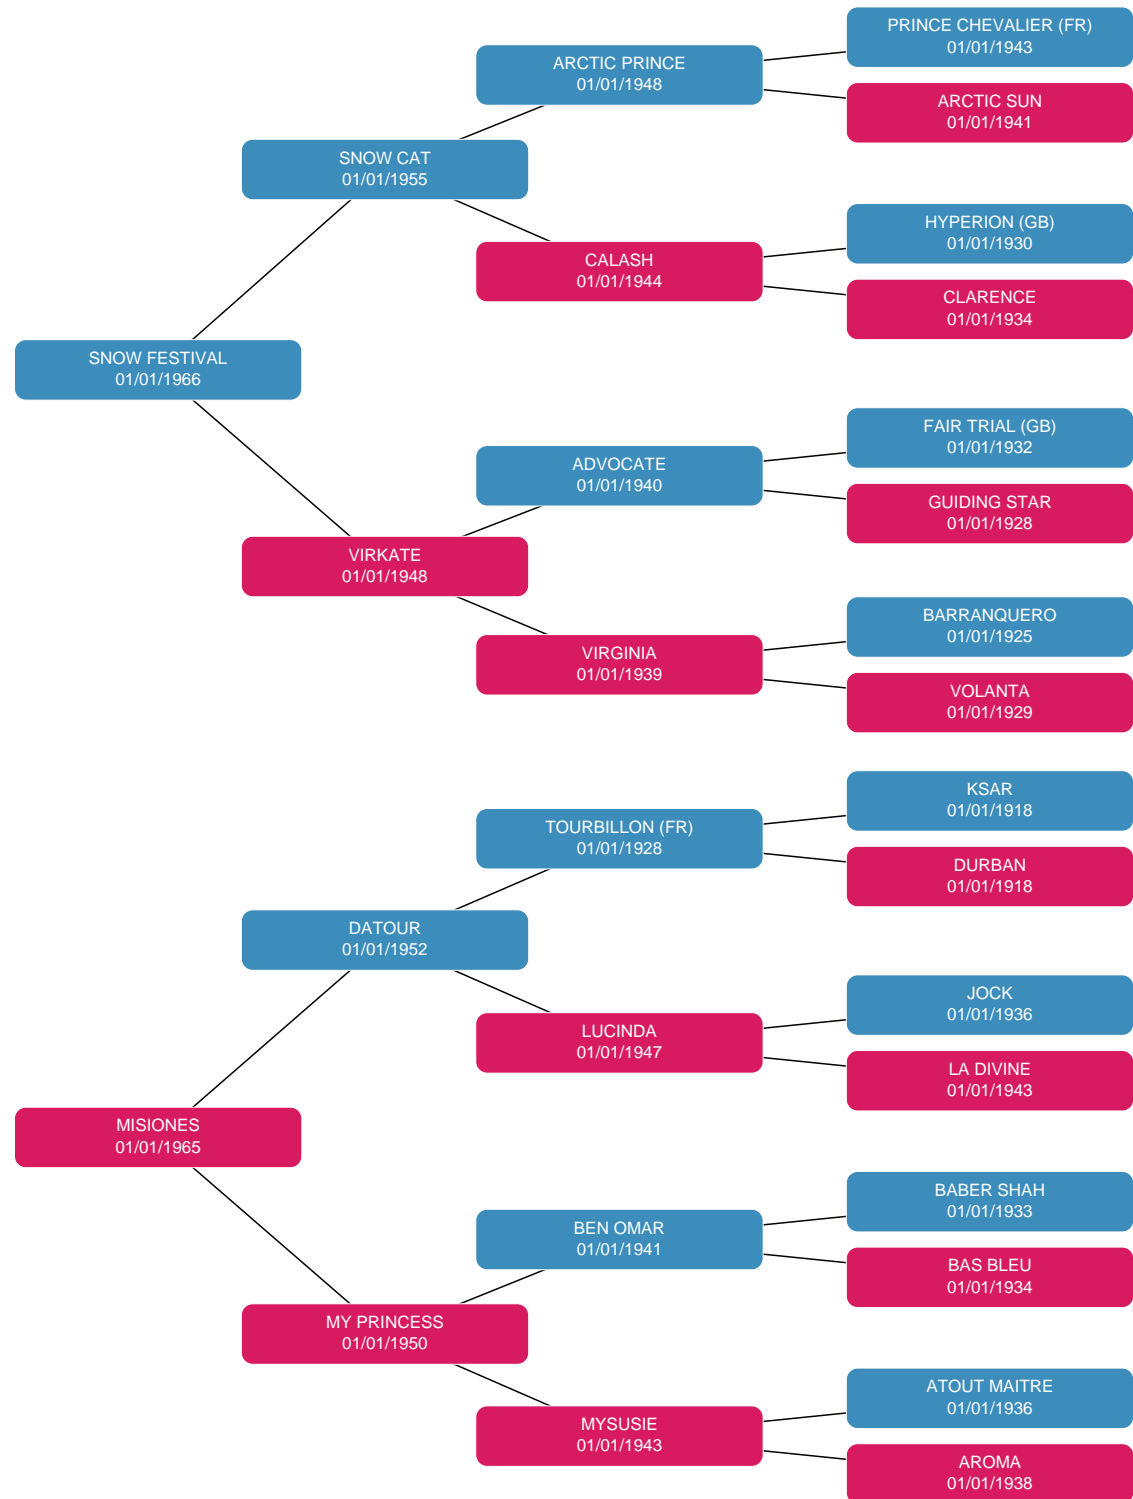 PRINCE CHEVALIER (FR)
01/01/1943
ARCTIC PRINCE
01/01/1948
ARCTIC SUN
01/01/1941
SNOW CAT
01/01/1955
HYPERION (GB)
01/01/1930
CALASH
01/01/1944
CLARENCE
01/01/1934
SNOW FESTIVAL
01/01/1966
FAIR TRIAL (GB)
01/01/1932
ADVOCATE
01/01/1940
GUIDING STAR
01/01/1928
VIRKATE
01/01/1948
BARRANQUERO
01/01/1925
VIRGINIA
01/01/1939
VOLANTA
01/01/1929
KSAR
01/01/1918
TOURBILLON (FR)
01/01/1928
DURBAN
01/01/1918
DATOUR
01/01/1952
JOCK
01/01/1936
LUCINDA
01/01/1947
LA DIVINE
01/01/1943
MISIONES
01/01/1965
BABER SHAH
01/01/1933
BEN OMAR
01/01/1941
BAS BLEU
01/01/1934
MY PRINCESS
01/01/1950
ATOUT MAITRE
01/01/1936
MYSUSIE
01/01/1943
AROMA
01/01/1938